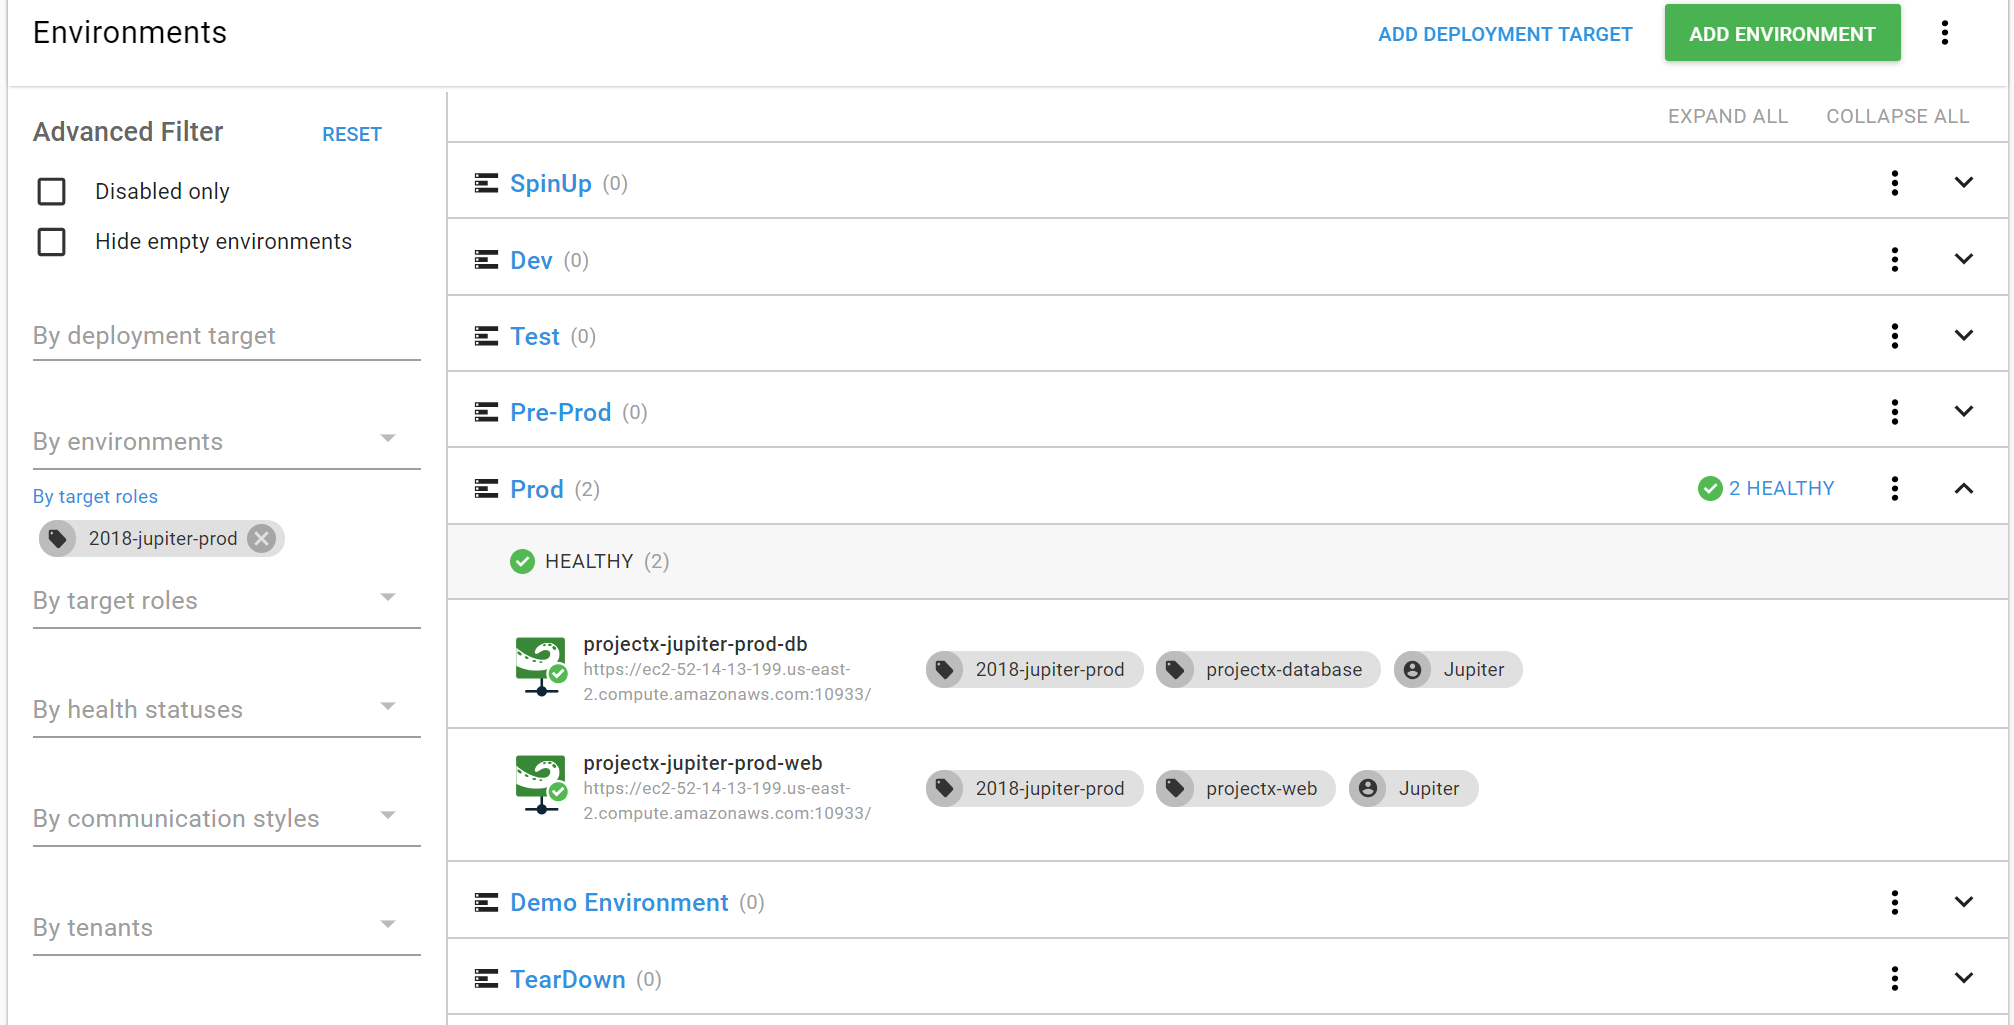 Environments
ADD DEPLOYMENT TARGET
ADD ENVIRONMENT
Advanced Filter
RESET
Disabled only
Hide empty environments
By deployment target
By environments
By target roles
2018-jupiter-prod
By target roles
By health statuses
By communication styles
By tenants
EXPAND ALL
COLLAPSE ALL
SpinUp (0)
Dev (0)
Test (0)
Pre-Prod (0)
Prod (2)
2 HEALTHY
HEALTHY (2)
projectx-jupiter-prod-db
https://ec2-52-14-13-199.us-east-
2.compute.amazonaws.com:10933/
2018-jupiter-prod
projectx-database
Jupiter
projectx-jupiter-prod-web
https://ec2-52-14-13-199.us-east-
2.compute.amazonaws.com:10933/
2018-jupiter-prod
projectx-web
Jupiter
Demo Environment (0)
TearDown (0)